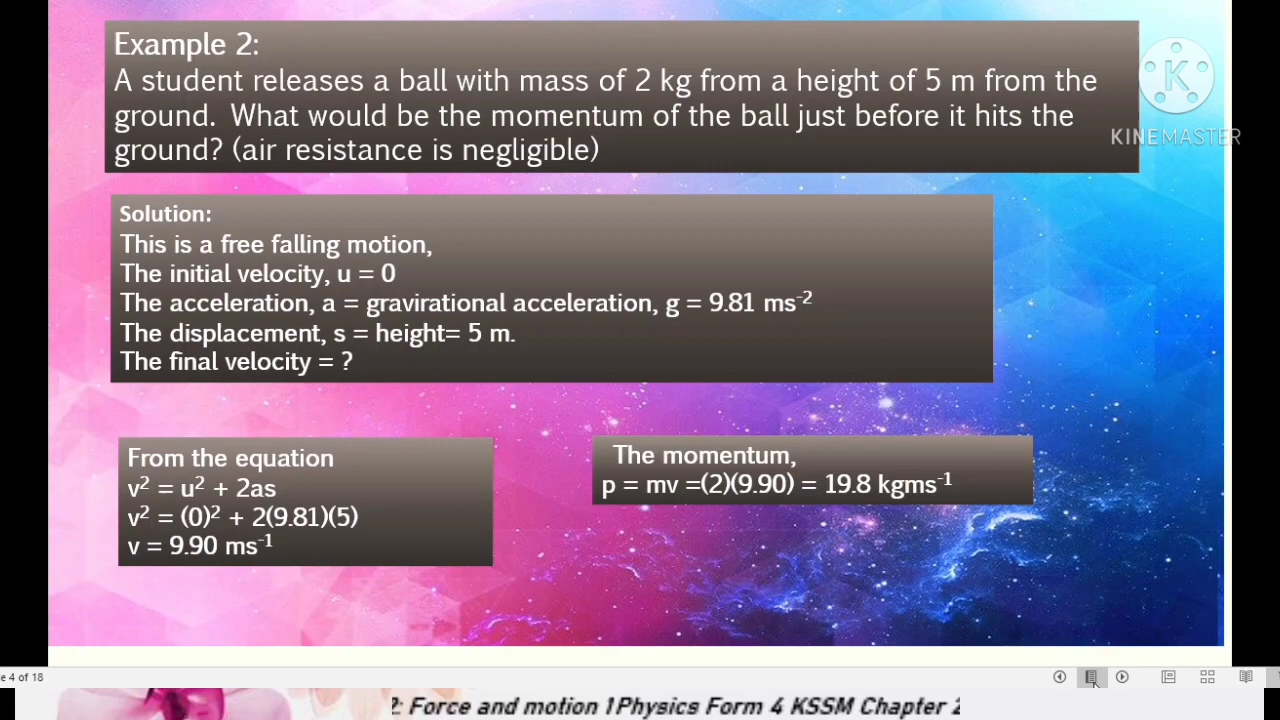 Example 2:
A student releases a ball with mass of 2 kg from a height of 5 m from the
ground. What would be the momentum of the ball just before it hits the
ground? (air resistance is negligible)
K
KINEMASTER
Solution:
This is a free falling motion,
The initial velocity, u = 0
The acceleration, a = gravirational acceleration, g = 9.81 ms⁻²
The displacement, s = height= 5 m.
The final velocity = ?
From the equation
v² = u² + 2as
v² = (0)² + 2(9.81)(5)
v = 9.90 ms⁻¹
The momentum,
p = mv =(2)(9.90) = 19.8 kgms⁻¹
e 4 of 18
2: Force and motion 1Physics Form 4 KSSM Chapter 2